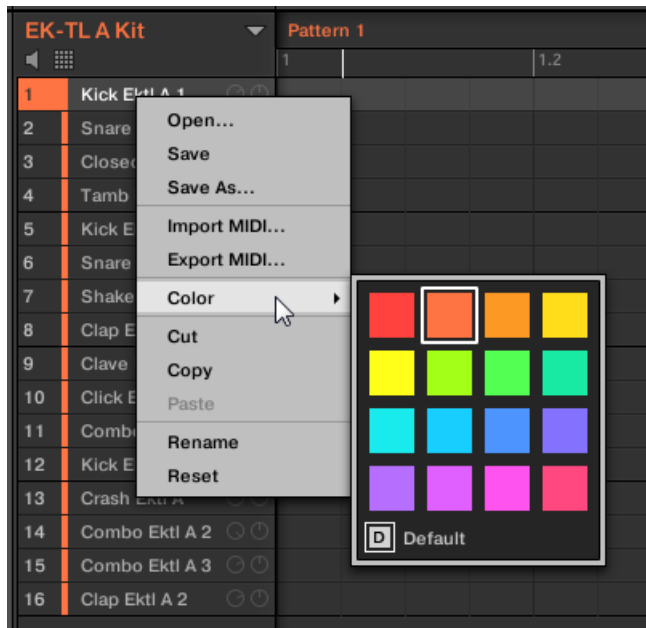 EK-TL A Kit
Pattern 1
1
1.2
1 Kick Ektl A 1
2 Snare
3
4 Tamb
5 Kick
6 Snare
7
8 Clap
9 Clave
10 Click
11
12 Kick
13 Crash Ektl A
14 Combo Ektl A 2
15 Combo Ektl A 3
16 Clap Ektl A 2
Open...
Save
Save As...
Import MIDI...
Export MIDI...
Color
Cut
Copy
Paste
Rename
Reset
D Default